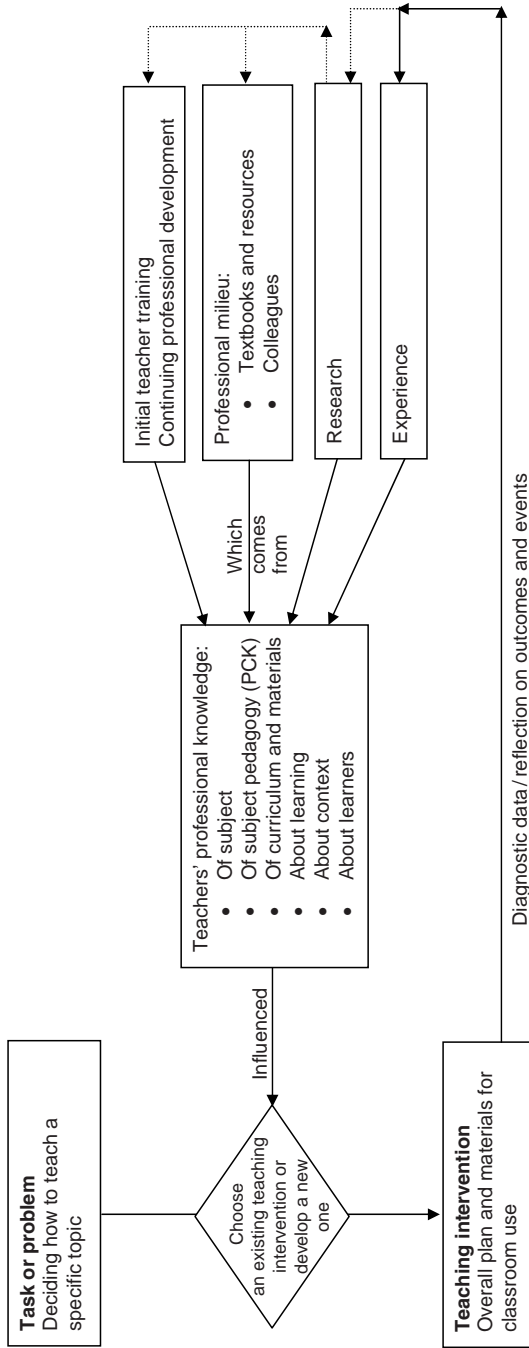 Task or problem
Deciding how to teach a
specific topic
Choose
an existing teaching
intervention or
develop a new
one
Teaching intervention
Overall plan and materials for
classroom use
Influenced
Teachers’ professional knowledge:
• Of subject
• Of subject pedagogy (PCK)
• Of curriculum and materials
• About learning
• About context
• About learners
Which
comes
from
Initial teacher training
Continuing professional development
Professional milieu:
• Textbooks and resources
• Colleagues
Research
Experience
Diagnostic data/reflection on outcomes and events